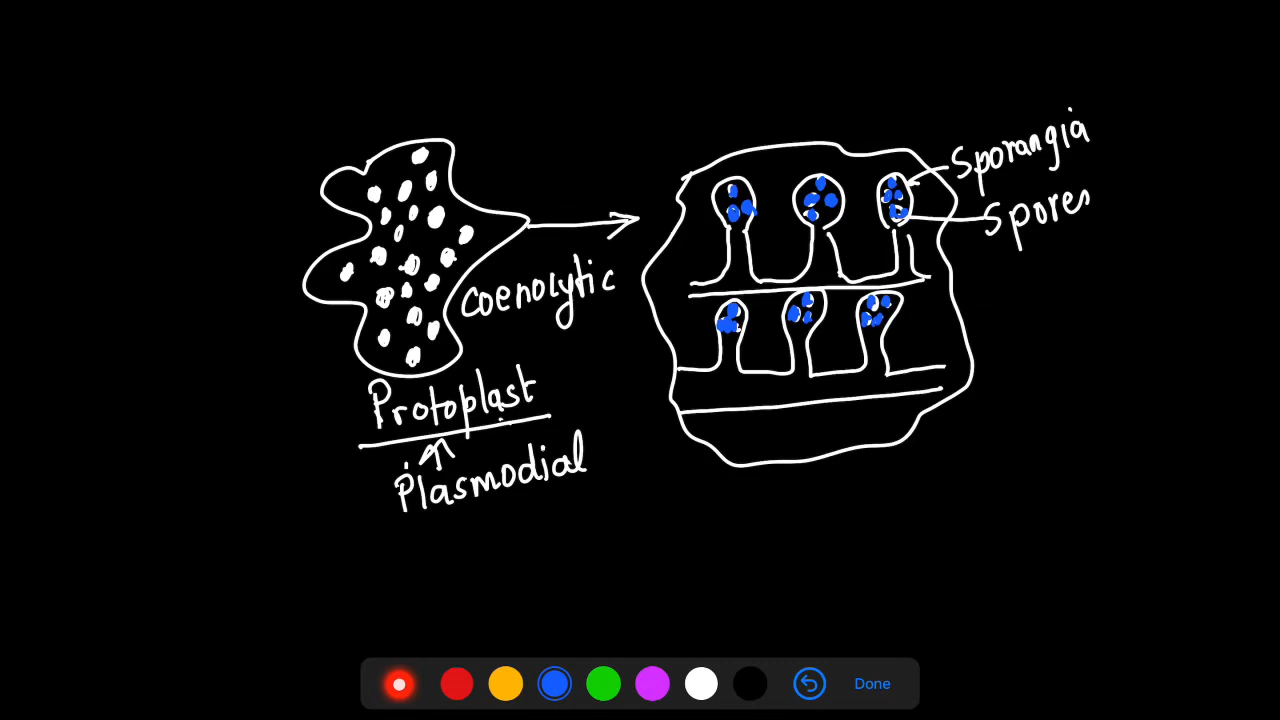 Sporangia
Spores
Coenolytic
Protoplast
Plasmodial
Done